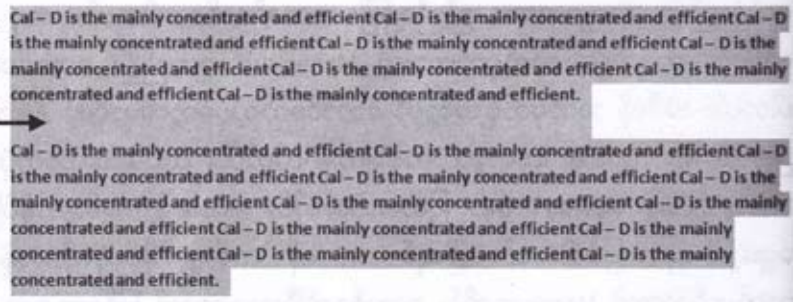 Cal – D is the mainly concentrated and efficient Cal – D is the mainly concentrated and efficient Cal – D
is the mainly concentrated and efficient Cal – D is the mainly concentrated and efficient Cal – D is the
mainly concentrated and efficient Cal – D is the mainly concentrated and efficient Cal – D is the mainly
concentrated and efficient Cal – D is the mainly concentrated and efficient.
Cal – D is the mainly concentrated and efficient Cal – D is the mainly concentrated and efficient Cal – D
is the mainly concentrated and efficient Cal – D is the mainly concentrated and efficient Cal – D is the
mainly concentrated and efficient Cal – D is the mainly concentrated and efficient Cal – D is the mainly
concentrated and efficient Cal – D is the mainly concentrated and efficient Cal – D is the mainly
concentrated and efficient Cal – D is the mainly concentrated and efficient Cal – D is the mainly
concentrated and efficient.